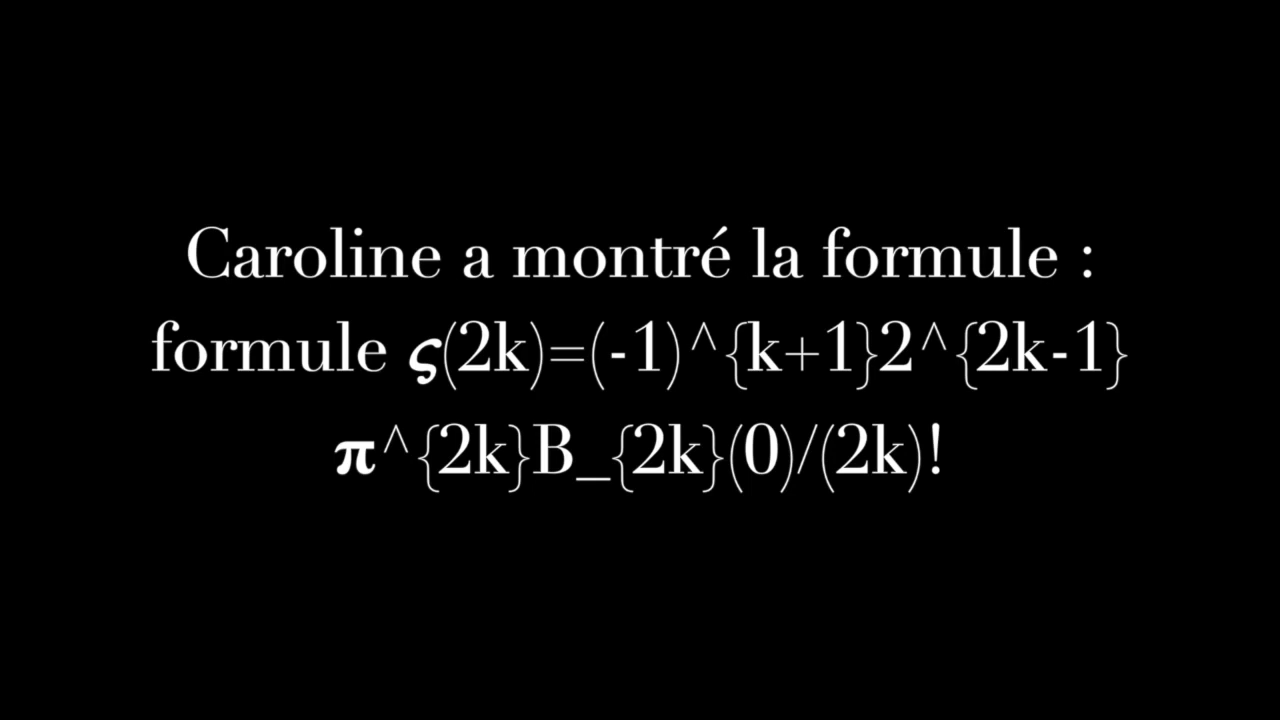 Caroline a montré la formule :
formule ς(2k)=(-1)^{k+1}2^{2k-1}
π^{2k}B_{2k}(0)/(2k)!